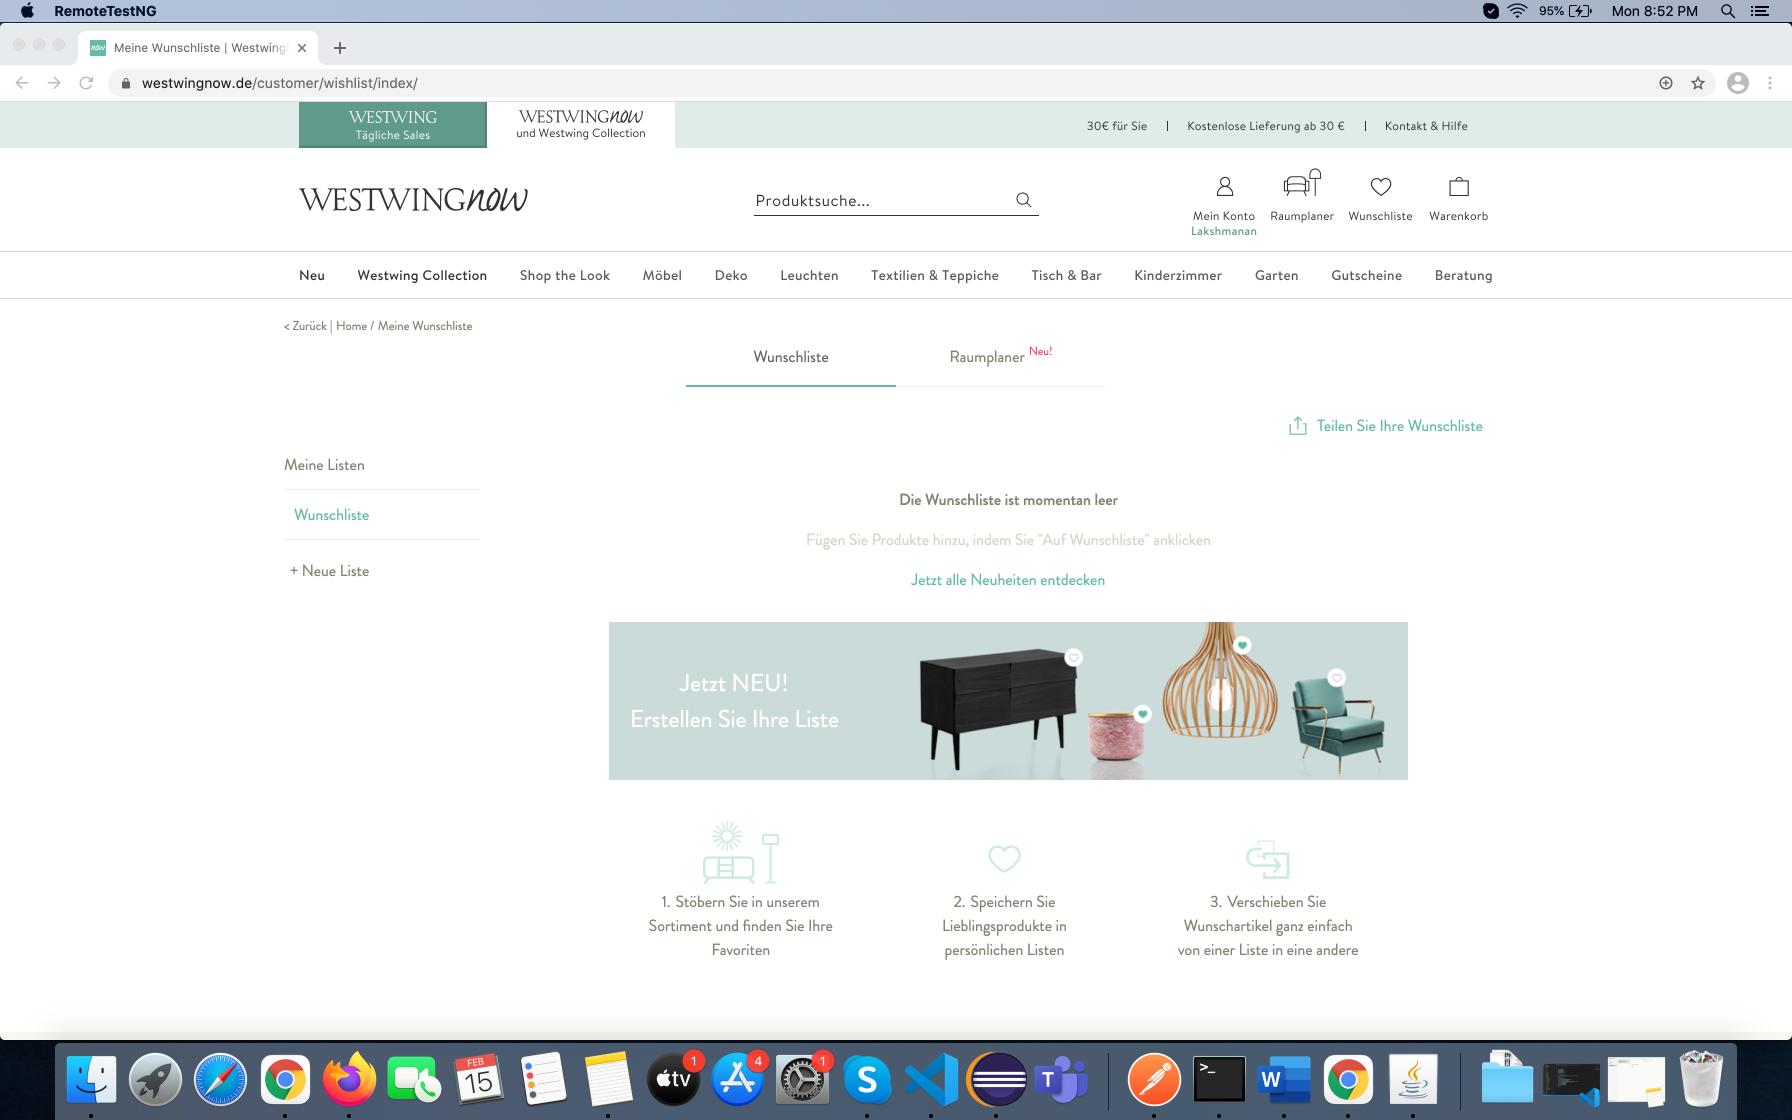 RemoteTestNG
95%
Mon 8:52 PM
now
Meine Wunschliste | Westwing
westwingnow.de/customer/wishlist/index/
WESTWING
Tägliche Sales
WESTWINGnow
und Westwing Collection
30€ für Sie | Kostenlose Lieferung ab 30 € | Kontakt & Hilfe
WESTWINGnow
Produktsuche...
Mein Konto
Lakshmanan
Raumplaner
Wunschliste
Warenkorb
Neu Westwing Collection Shop the Look Möbel Deko Leuchten Textilien & Teppiche Tisch & Bar Kinderzimmer Garten Gutscheine Beratung
< Zurück | Home / Meine Wunschliste
Wunschliste
Raumplaner Neu!
Teilen Sie Ihre Wunschliste
Meine Listen
Wunschliste
+ Neue Liste
Die Wunschliste ist momentan leer
Fügen Sie Produkte hinzu, indem Sie "Auf Wunschliste" anklicken
Jetzt alle Neuheiten entdecken
Jetzt NEU!
Erstellen Sie Ihre Liste
1. Stöbern Sie in unserem
Sortiment und finden Sie Ihre
Favoriten
2. Speichern Sie
Lieblingsprodukte in
persönlichen Listen
3. Verschieben Sie
Wunschartikel ganz einfach
von einer Liste in eine andere
FEB
15
tv
1
4
1
S
T
>_
W